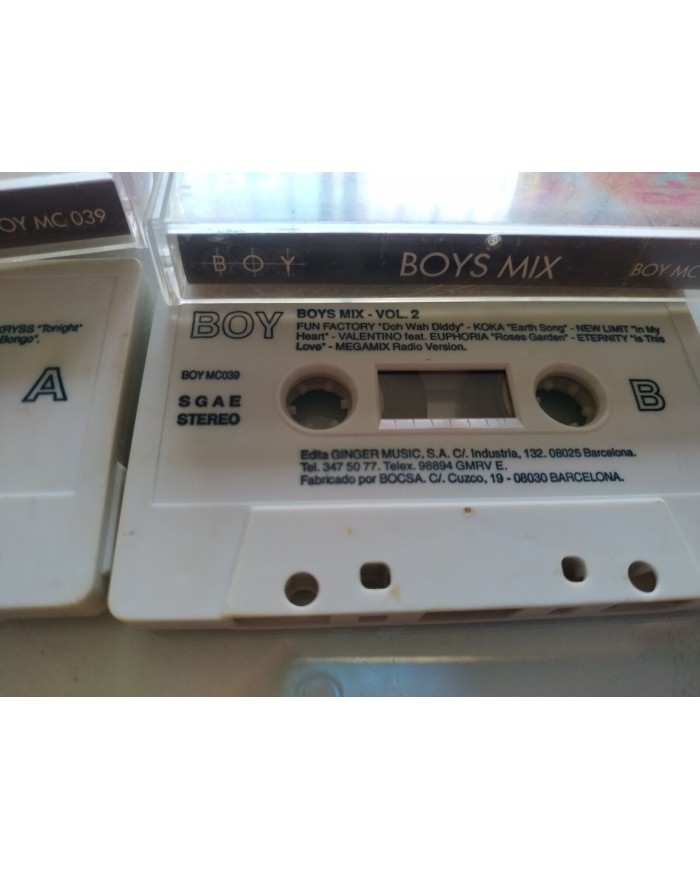 OY MC 039
KRYSS "Tonight"
Bongo".
A
BOY
BOYS MIX
BOY MC
BOY
BOYS MIX - VOL. 2
FUN FACTORY "Doh Wah Diddy" - KOKA "Earth Song" - NEW LIMIT "In My
Heart" - VALENTINO feat. EUPHORIA "Roses Garden" - ETERNITY "Is This
Love" - MEGAMIX Radio Version.
BOY MC039
SGAE
STEREO
B
Edita GINGER MUSIC, S.A. C/. Industria, 132. 08025 Barcelona.
Tel. 347 50 77. Telex. 98894 GMRV E.
Fabricado por BOCSA. C/. Cuzco, 19 - 08030 BARCELONA.